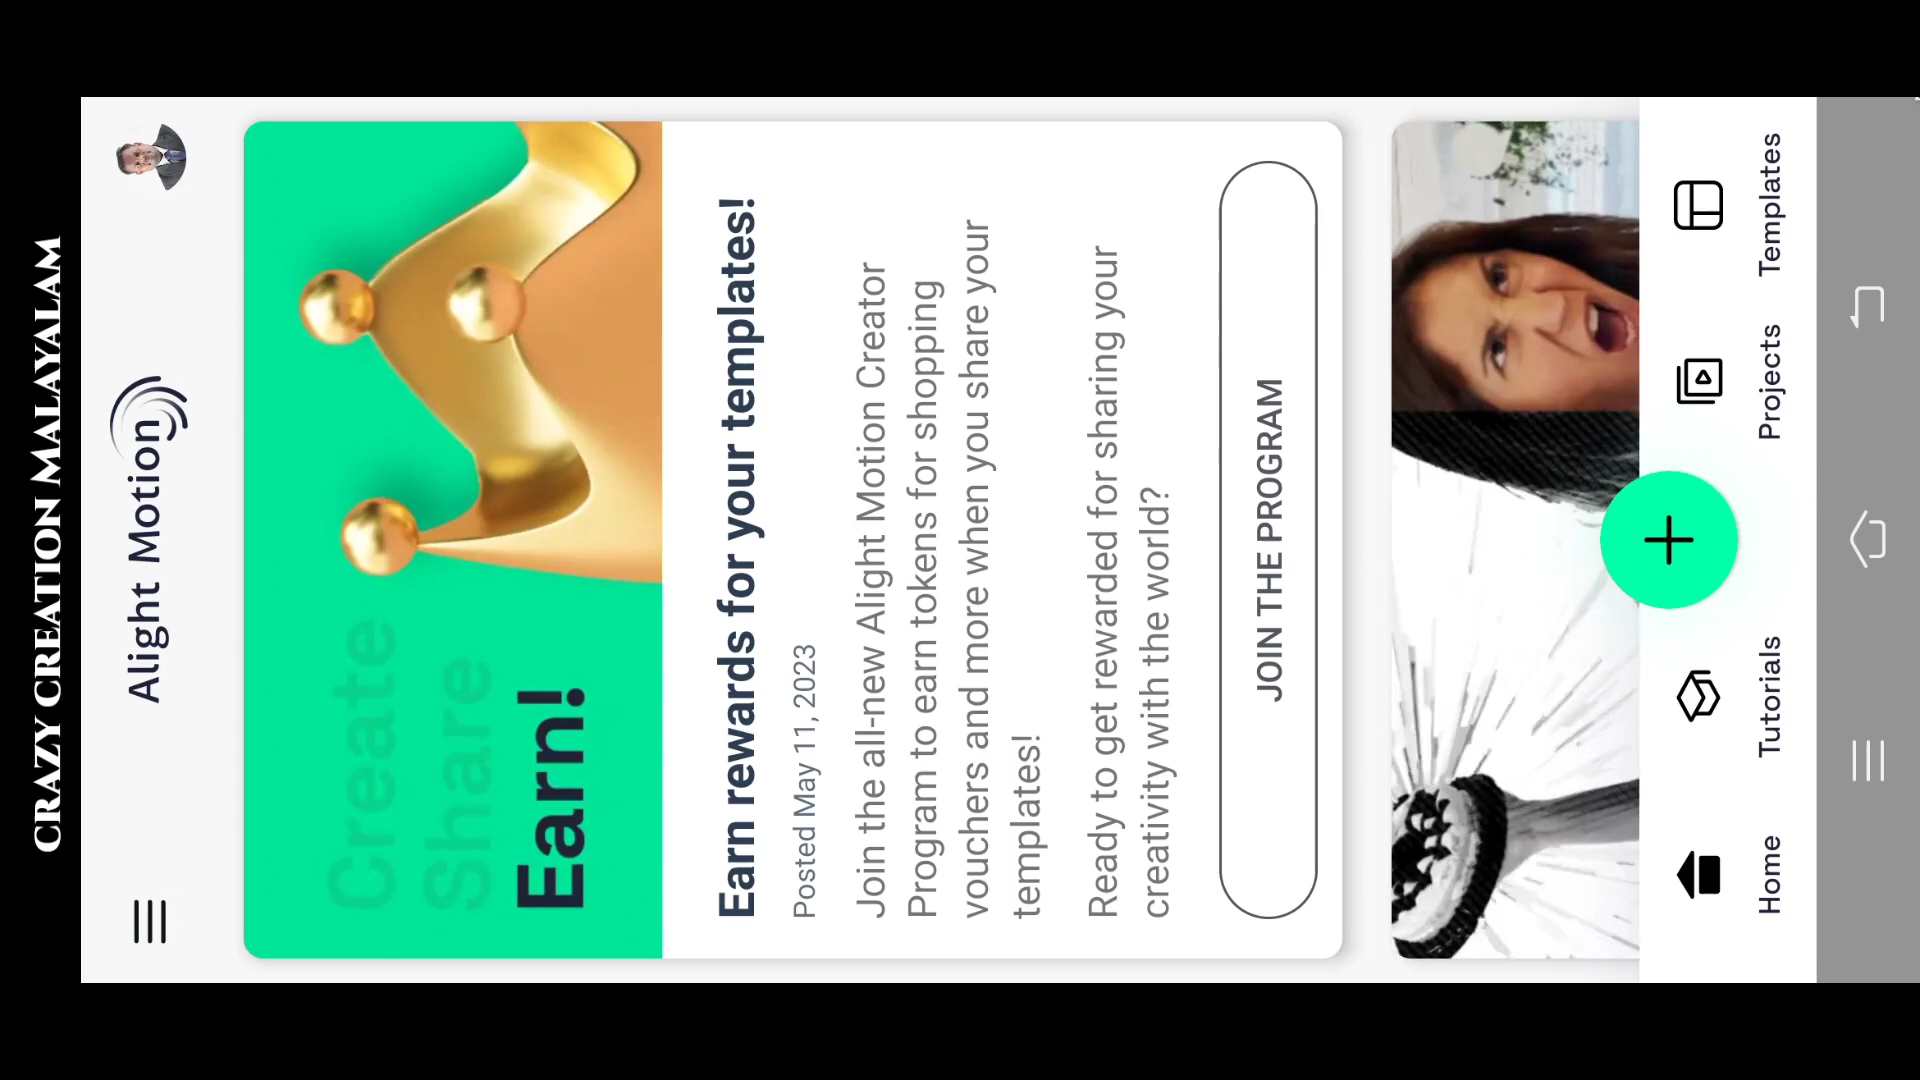 CRAZY CREATION MALAYALAM
Alight Motion
Create
Share
Earn!
Earn rewards for your templates!
Posted May 11, 2023
Join the all-new Alight Motion Creator
Program to earn tokens for shopping
vouchers and more when you share your
templates!
Ready to get rewarded for sharing your
creativity with the world?
JOIN THE PROGRAM
Home
Tutorials
Projects
Templates